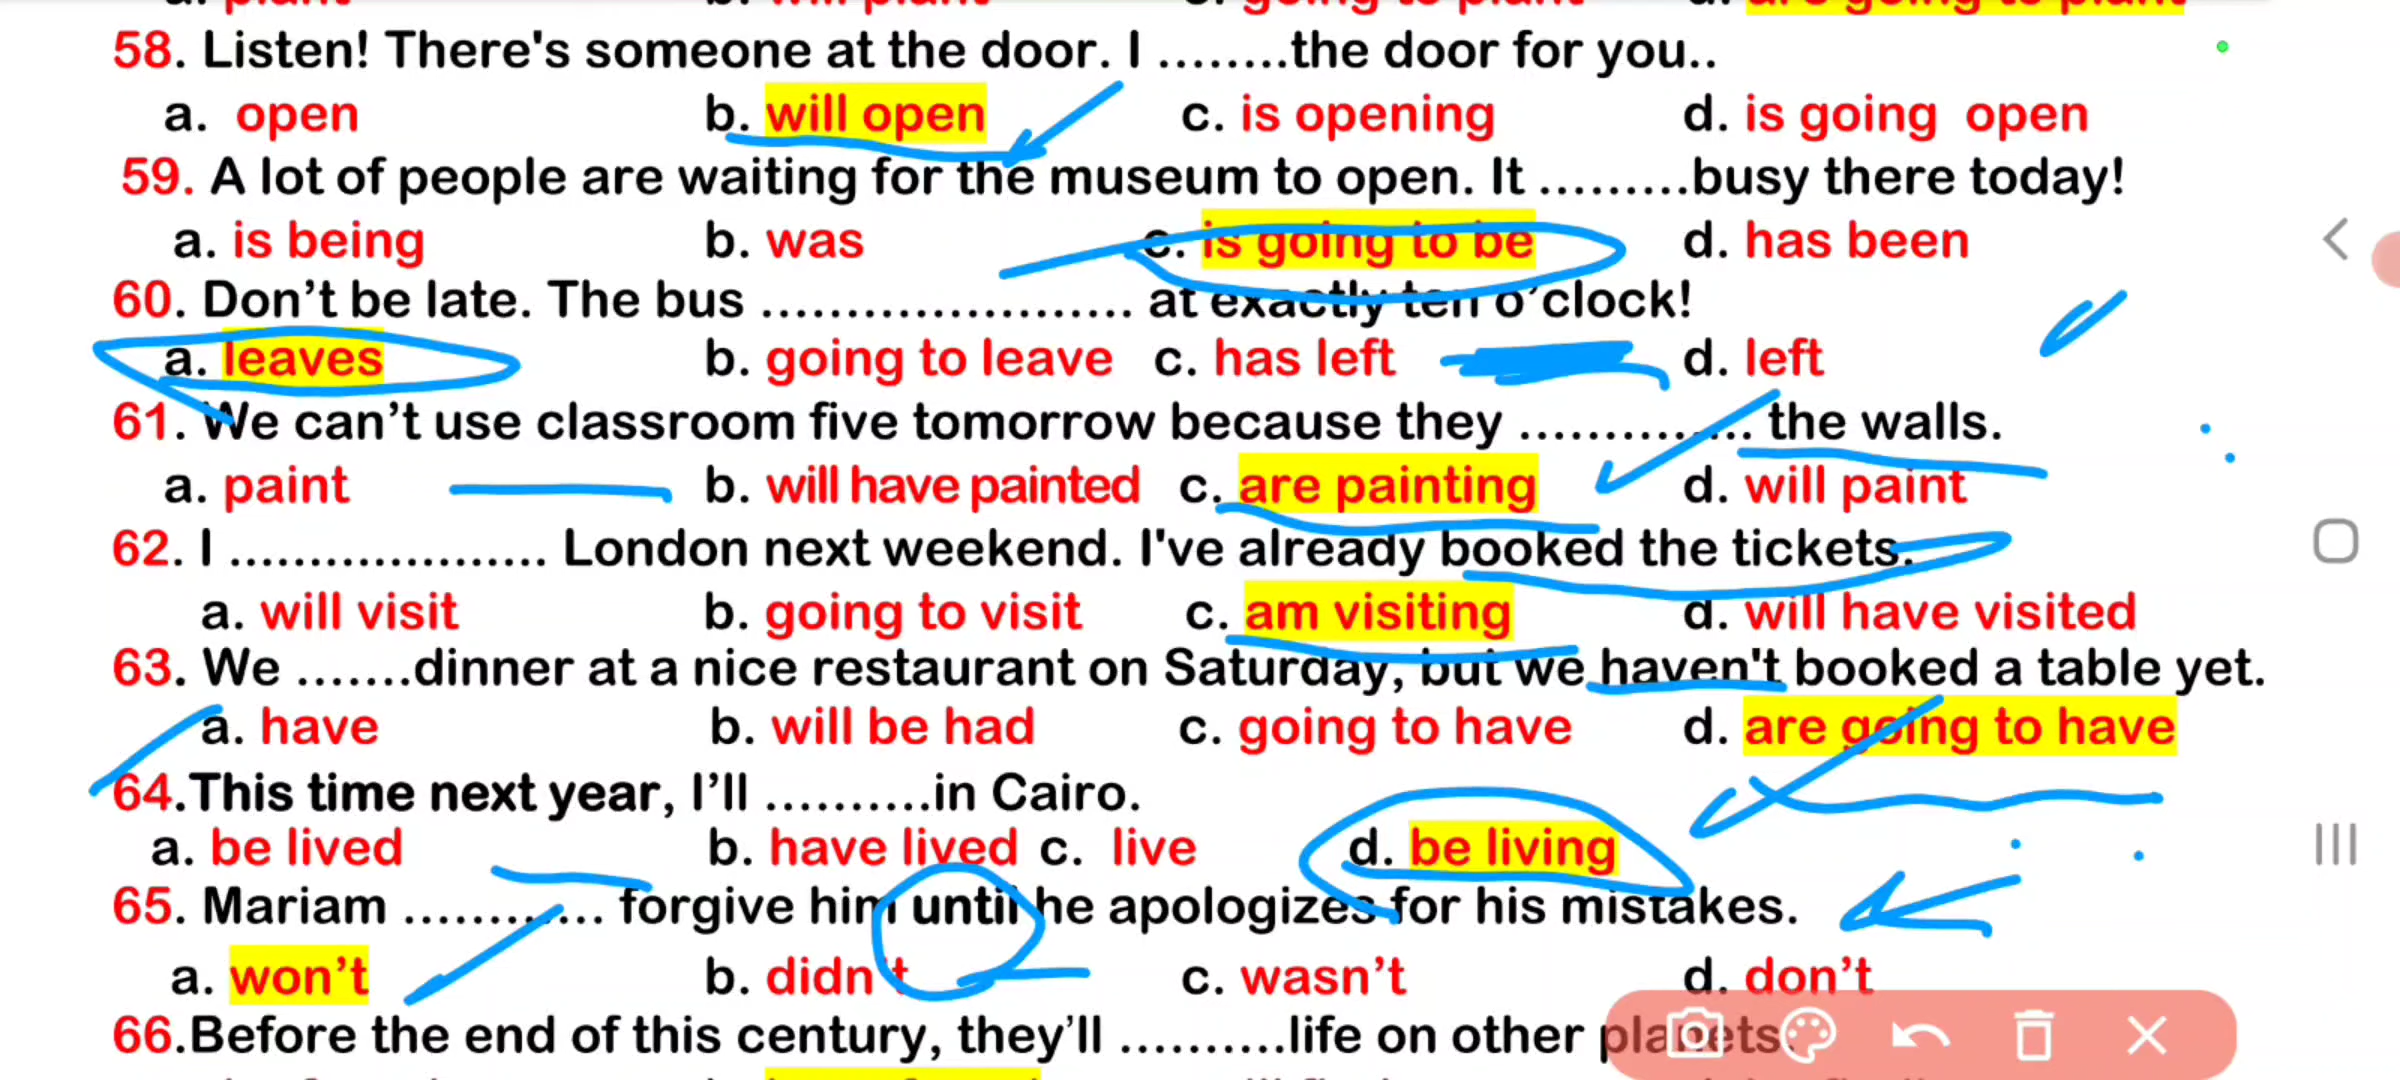 58. Listen! There's someone at the door. I ........the door for you..
a. open b. will open c. is opening d. is going open
59. A lot of people are waiting for the museum to open. It .........busy there today!
a. is being b. was c. is going to be d. has been
60. Don't be late. The bus ....................... at exactly ten o'clock!
a. leaves b. going to leave c. has left d. left
61. We can't use classroom five tomorrow because they .............. the walls.
a. paint b. will have painted c. are painting d. will paint
62. I .................... London next weekend. I've already booked the tickets.
a. will visit b. going to visit c. am visiting d. will have visited
63. We .......dinner at a nice restaurant on Saturday, but we haven't booked a table yet.
a. have b. will be had c. going to have d. are going to have
64.This time next year, I'll ..........in Cairo.
a. be lived b. have lived c. live d. be living
65. Mariam ............ forgive him until he apologizes for his mistakes.
a. won't b. didn't c. wasn't d. don't
66.Before the end of this century, they'll ..........life on other planets.